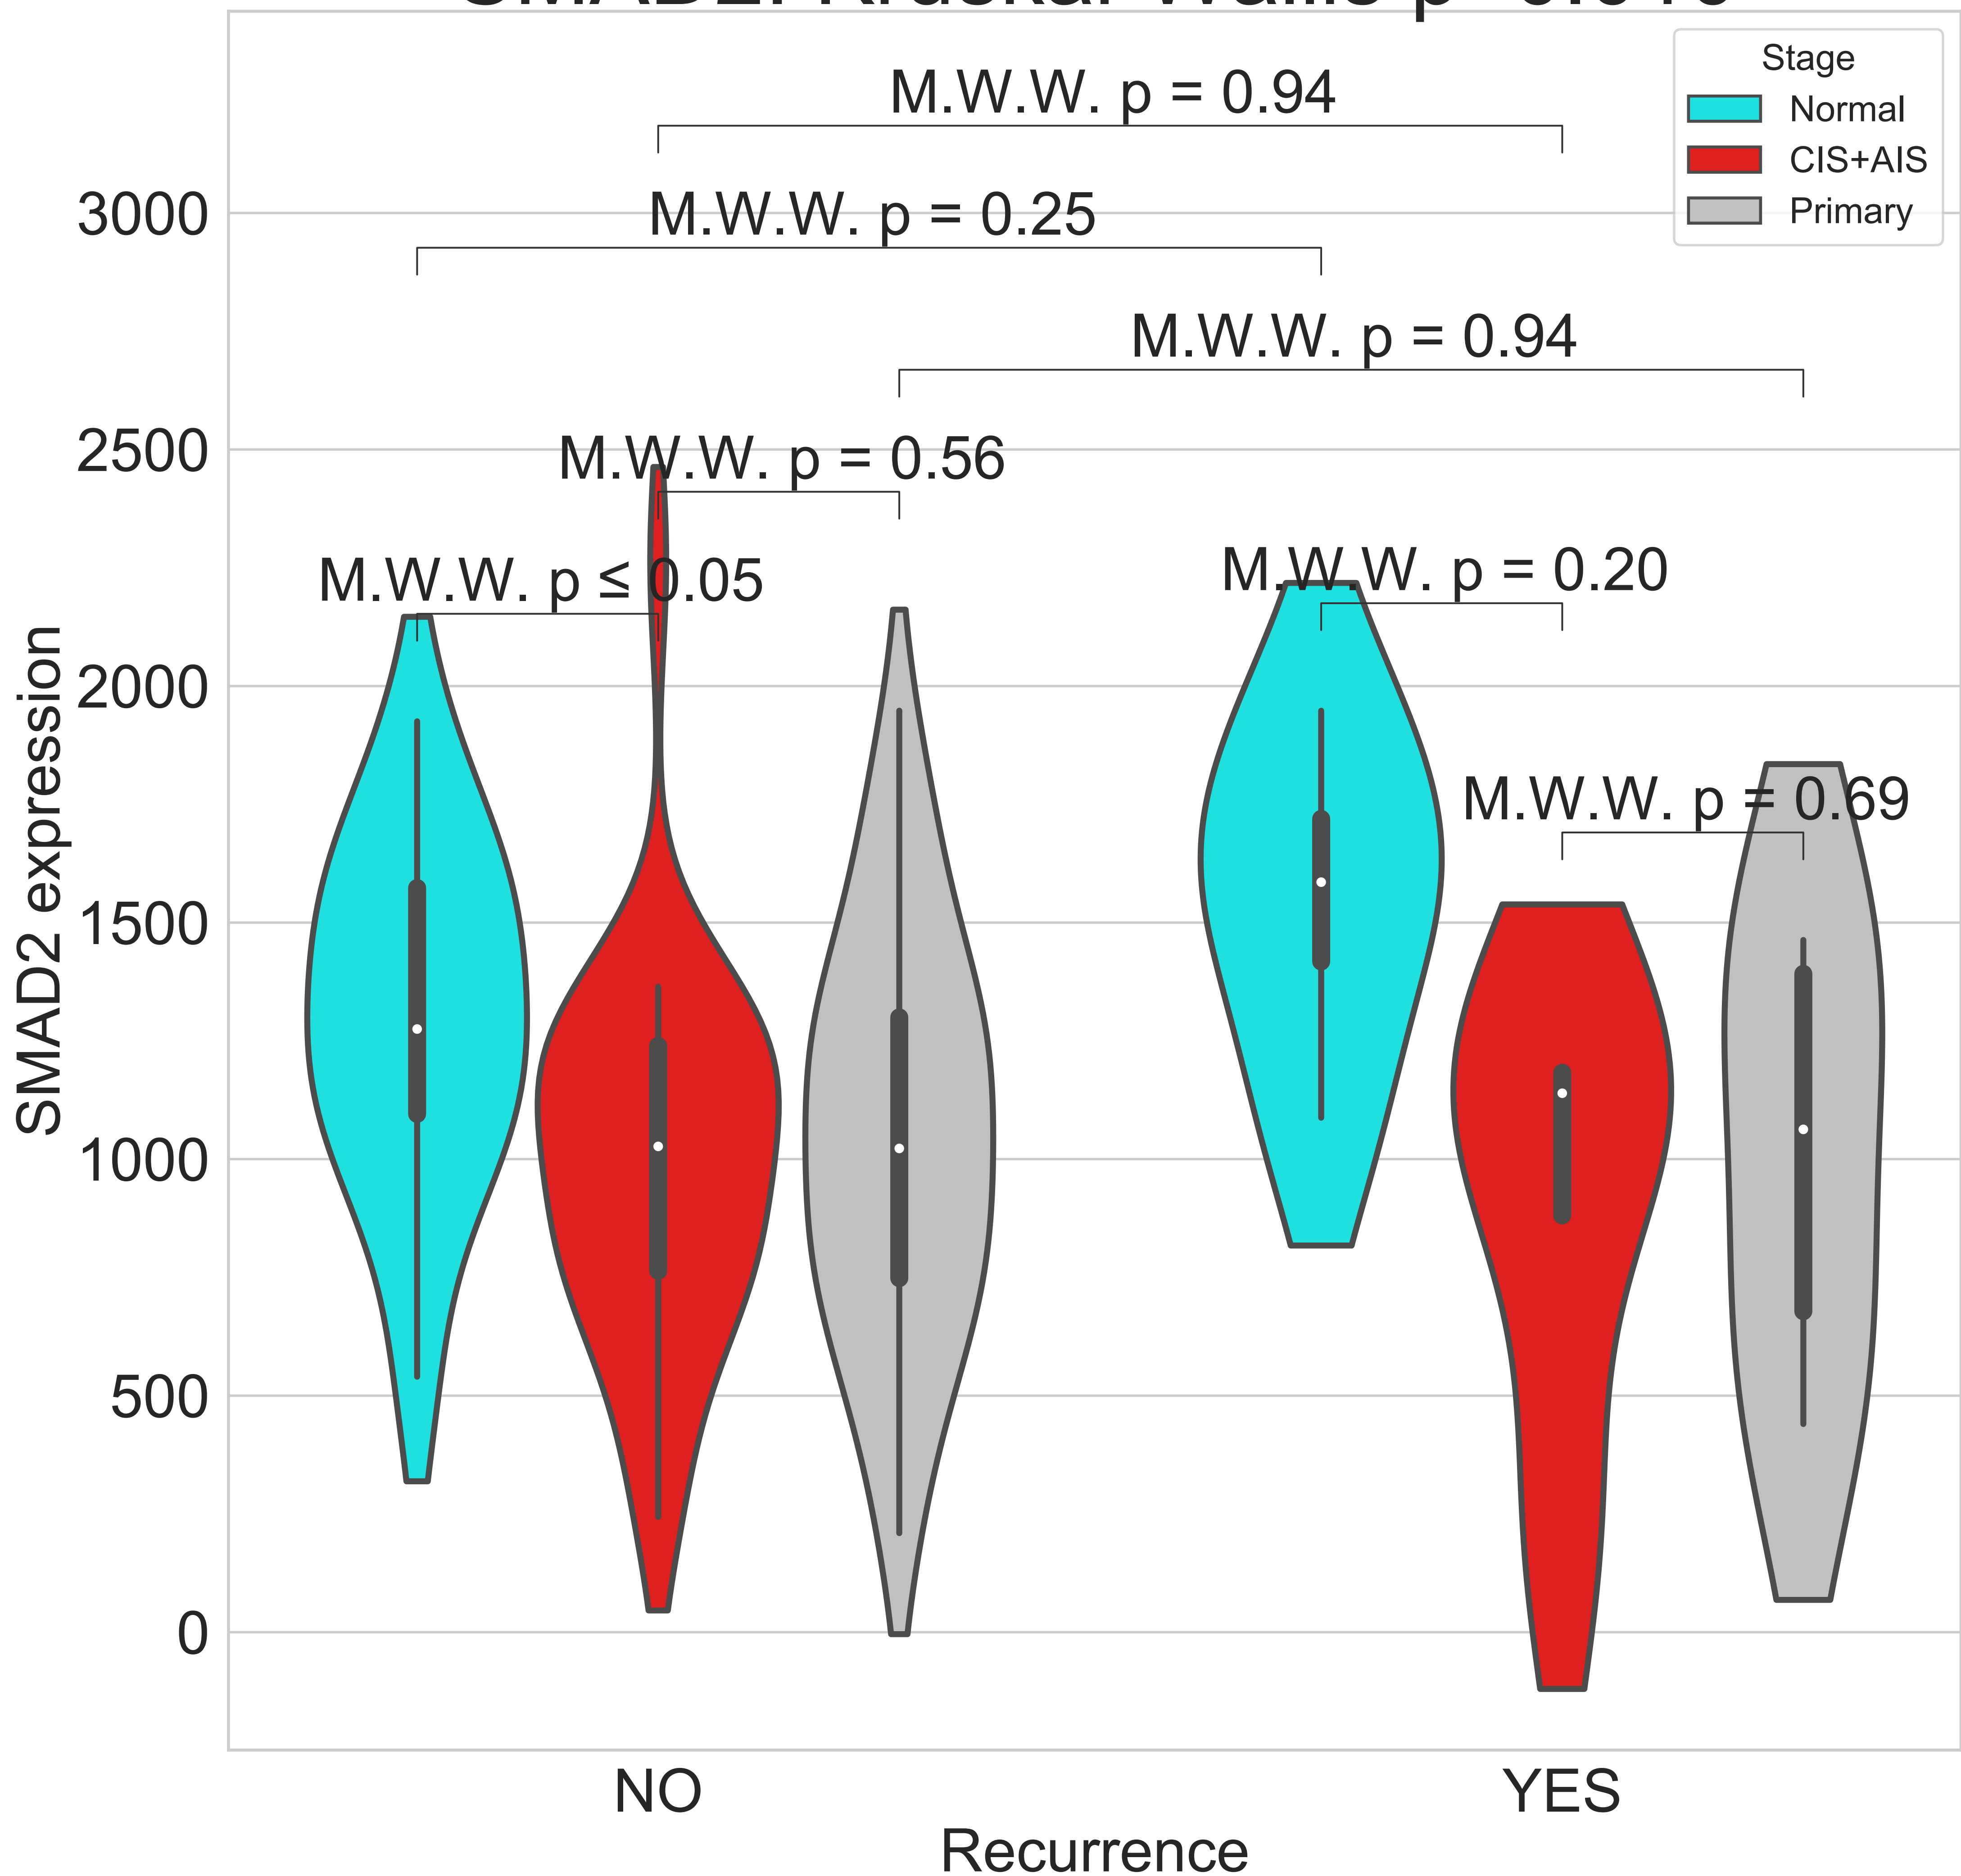 Stage
Normal
CIS+AIS
Primary
M.W.W. p = 0.94
M.W.W. p = 0.25
M.W.W. p = 0.94
M.W.W. p = 0.56
M.W.W. p ≤ 0.05
M.W.W. p = 0.20
M.W.W. p = 0.69
SMAD2 expression
3000
2500
2000
1500
1000
500
0
NO
YES
Recurrence